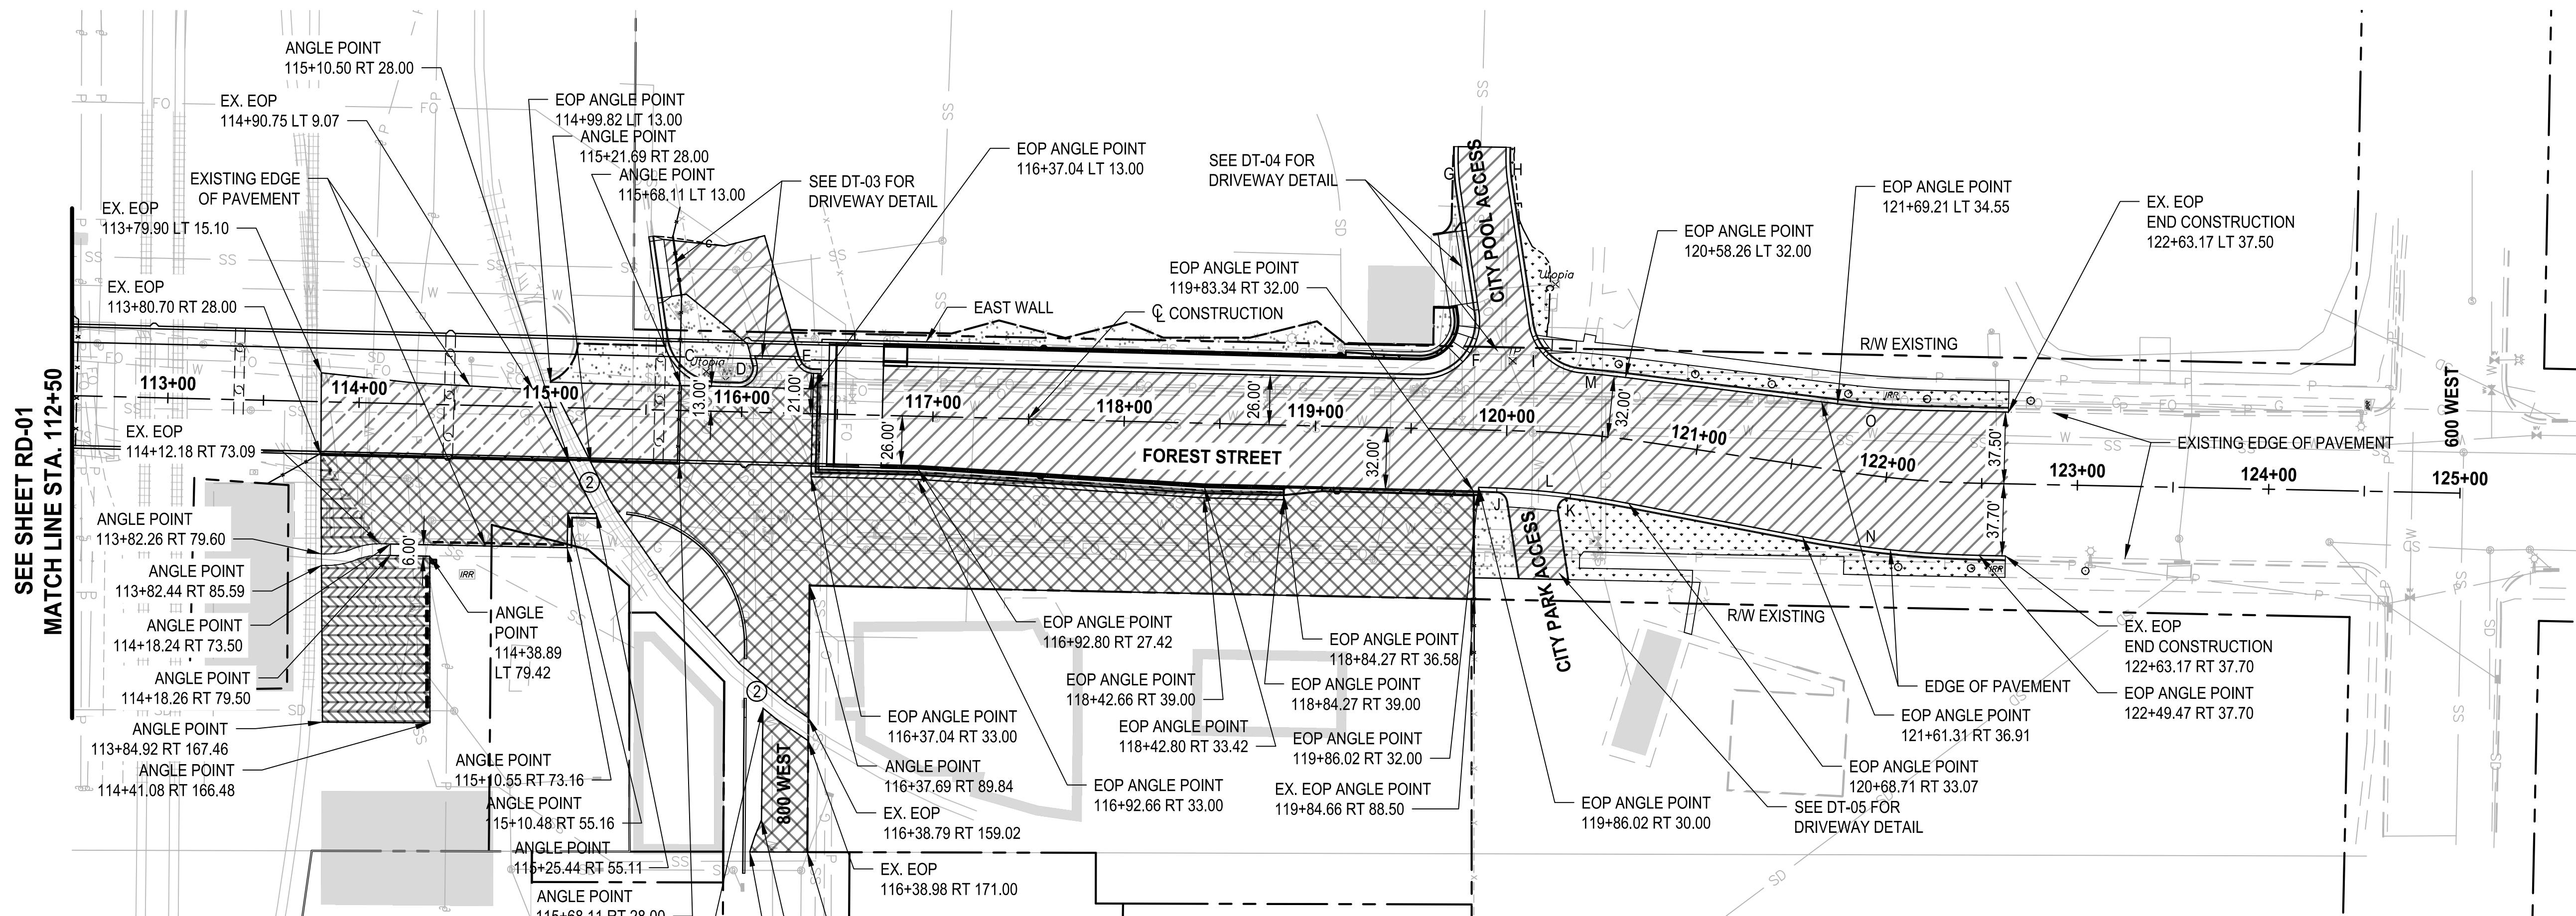 ANGLE POINT
115+10.50 RT 28.00
EX. EOP
114+90.75 LT 9.07
EXISTING EDGE
OF PAVEMENT
EX. EOP
113+79.90 LT 15.10
EX. EOP
113+80.70 RT 28.00
EOP ANGLE POINT
114+99.82 LT 13.00
ANGLE POINT
115+21.69 RT 28.00
ANGLE POINT
115+68.11 LT 13.00
SEE DT-03 FOR
DRIVEWAY DETAIL
EOP ANGLE POINT
116+37.04 LT 13.00
SEE DT-04 FOR
DRIVEWAY DETAIL
EOP ANGLE POINT
119+83.34 RT 32.00
EAST WALL
CL CONSTRUCTION
CITY POOL ACCESS
G
H
Utopia
EOP ANGLE POINT
120+58.26 LT 32.00
EOP ANGLE POINT
121+69.21 LT 34.55
EX. EOP
END CONSTRUCTION
122+63.17 LT 37.50
R/W EXISTING
SEE SHEET RD-01
MATCH LINE STA. 112+50
113+00
114+00
115+00
116+00
117+00
118+00
119+00
120+00
121+00
122+00
123+00
124+00
125+00
C
Utopia
D
E
F
I
M
O
13.00'
21.00'
26.00'
26.00'
32.00'
32.00'
37.50'
37.70'
FOREST STREET
600 WEST
EXISTING EDGE OF PAVEMENT
IRR
EX. EOP
114+12.18 RT 73.09
ANGLE POINT
113+82.26 RT 79.60
ANGLE POINT
113+82.44 RT 85.59
ANGLE POINT
114+18.24 RT 73.50
ANGLE POINT
114+18.26 RT 79.50
ANGLE POINT
113+84.92 RT 167.46
ANGLE POINT
114+41.08 RT 166.48
6.00'
IRR
ANGLE
POINT
114+38.89
LT 79.42
2
2
800 WEST
ANGLE POINT
115+10.55 RT 73.16
ANGLE POINT
115+10.48 RT 55.16
ANGLE POINT
115+25.44 RT 55.11
ANGLE POINT
115+68.11 RT 28.00
EOP ANGLE POINT
116+37.04 RT 33.00
ANGLE POINT
116+37.69 RT 89.84
EX. EOP
116+38.79 RT 159.02
EX. EOP
116+38.98 RT 171.00
EOP ANGLE POINT
116+92.80 RT 27.42
EOP ANGLE POINT
116+92.66 RT 33.00
EOP ANGLE POINT
118+42.66 RT 39.00
EOP ANGLE POINT
118+42.80 RT 33.42
EOP ANGLE POINT
118+84.27 RT 36.58
EOP ANGLE POINT
118+84.27 RT 39.00
EOP ANGLE POINT
119+86.02 RT 32.00
EX. EOP ANGLE POINT
119+84.66 RT 88.50
J
K
L
N
CITY PARK ACCESS
EOP ANGLE POINT
119+86.02 RT 30.00
R/W EXISTING
SEE DT-05 FOR
DRIVEWAY DETAIL
EOP ANGLE POINT
120+68.71 RT 33.07
EOP ANGLE POINT
121+61.31 RT 36.91
EDGE OF PAVEMENT
IRR
EX. EOP
END CONSTRUCTION
122+63.17 RT 37.70
EOP ANGLE POINT
122+49.47 RT 37.70